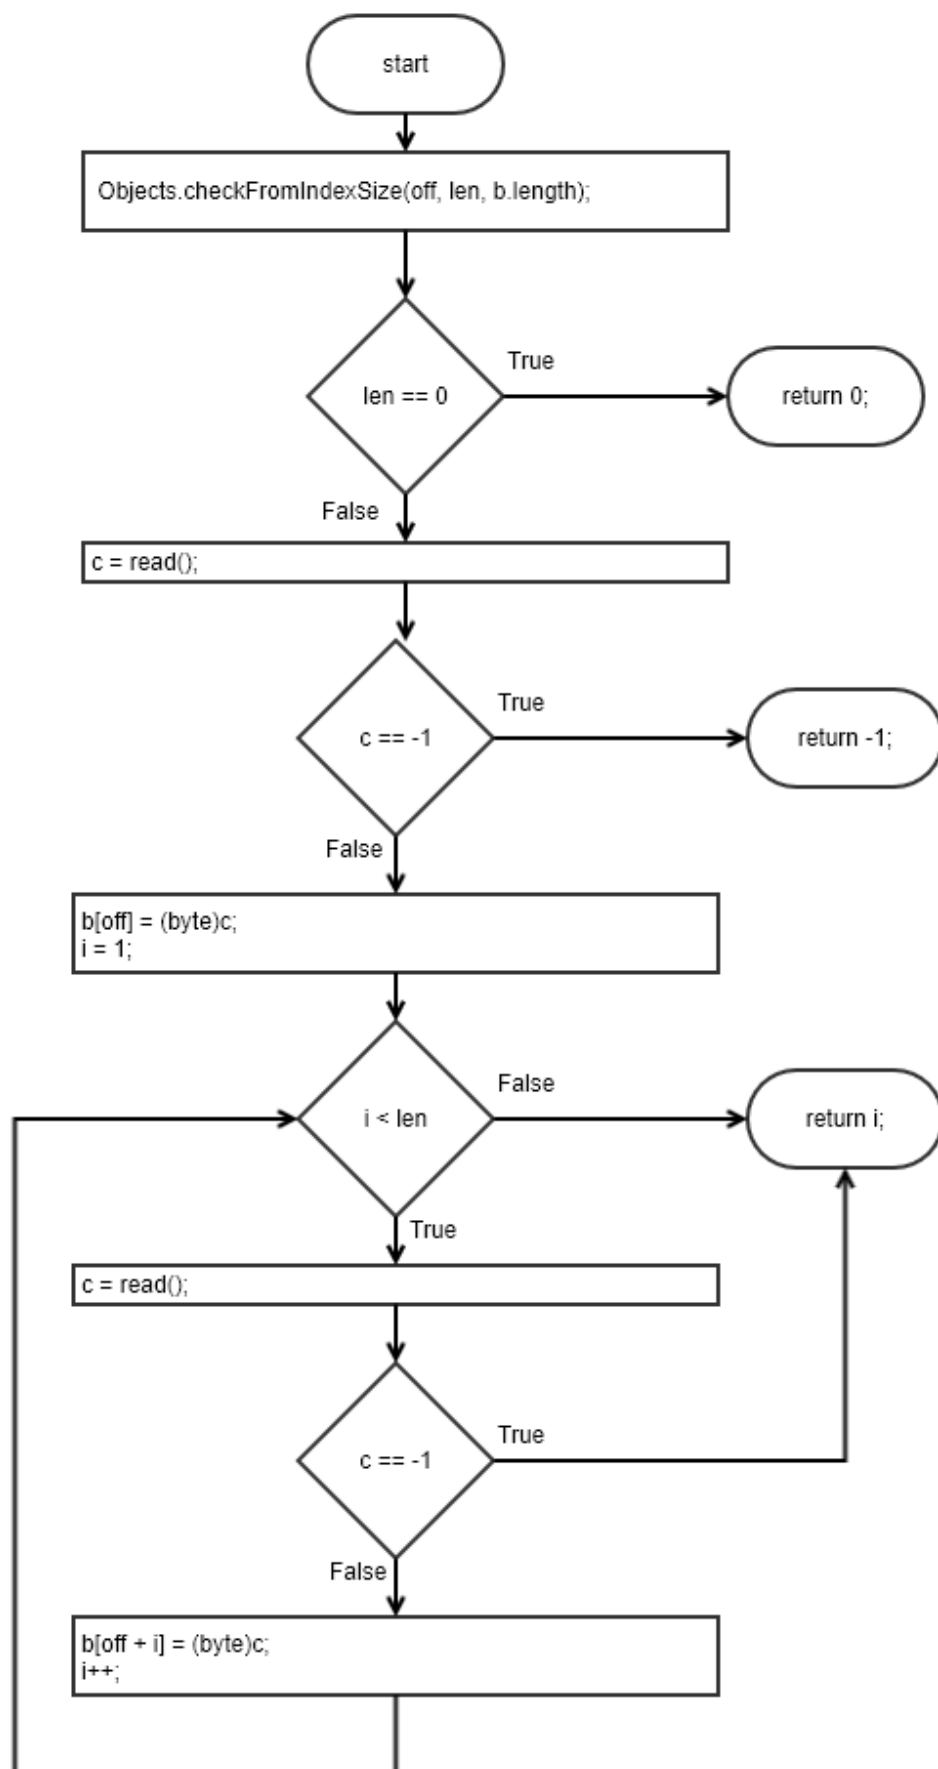 start
Objects.checkFromIndexSize(off, len, b.length);
len == 0
True
return 0;
False
c = read();
c == -1
True
return -1;
False
b[off] = (byte)c;
i = 1;
i < len
False
return i;
True
c = read();
c == -1
True
False
b[off + i] = (byte)c;
i++;